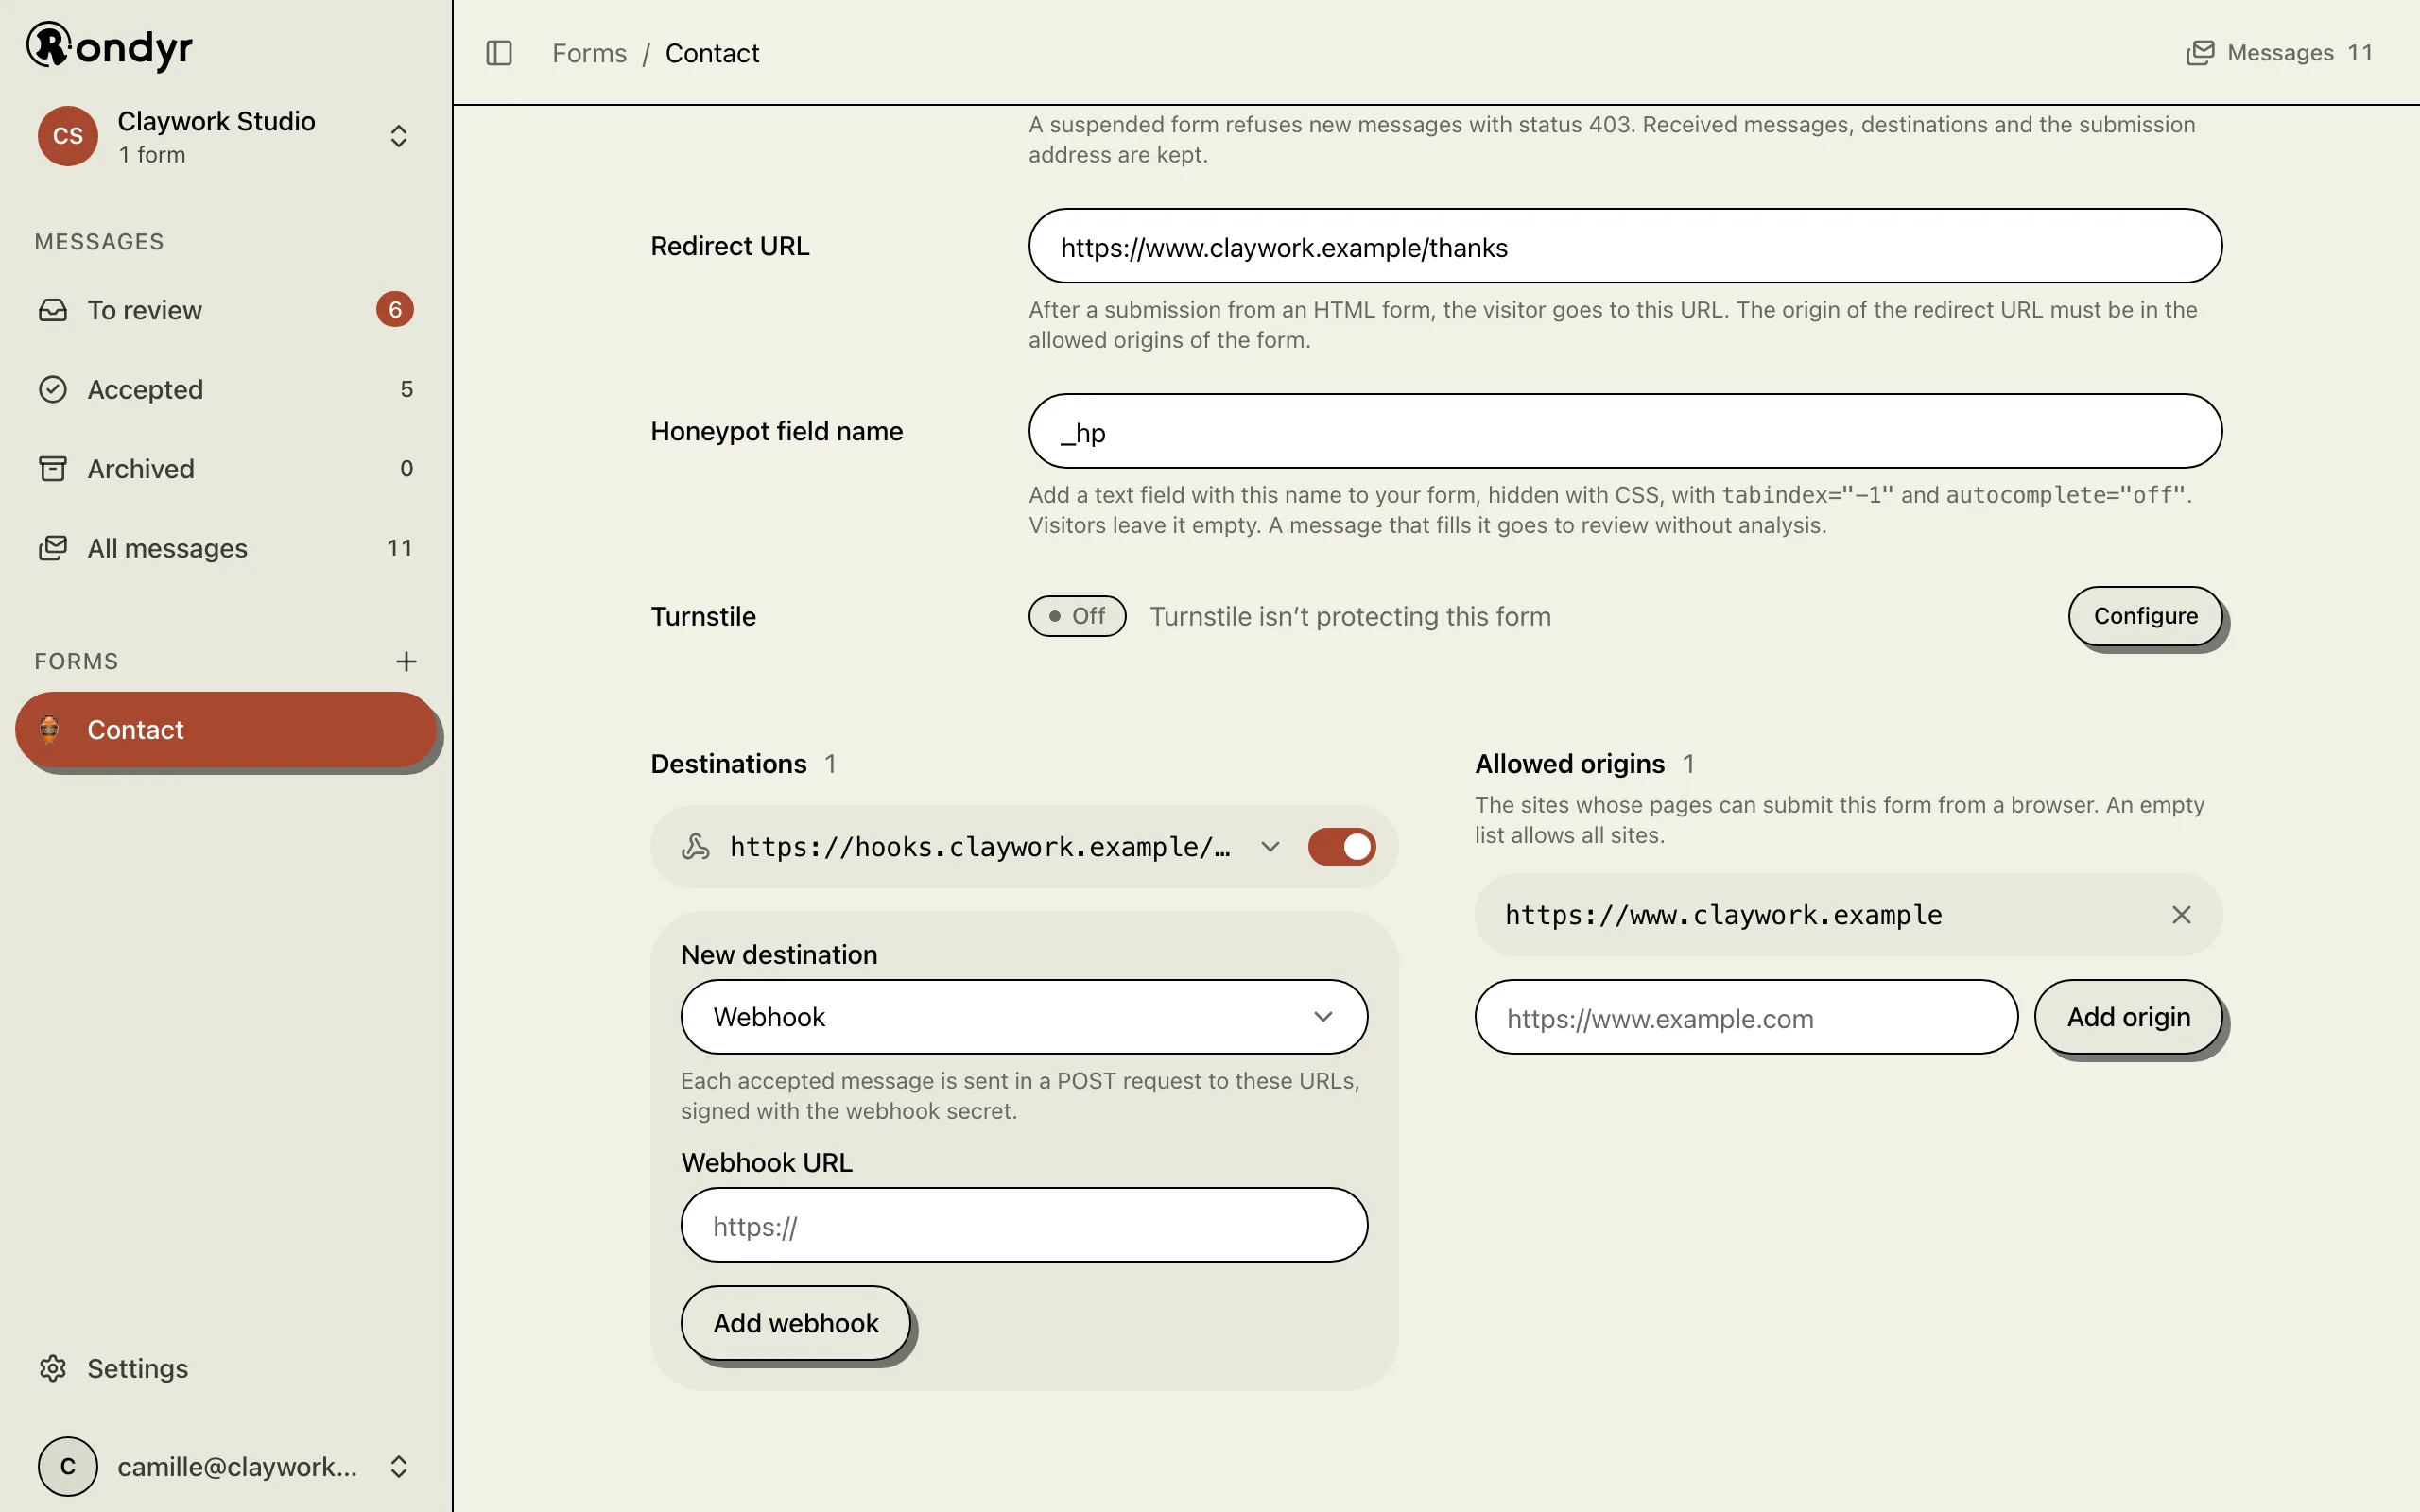 Rondyr
CS
Claywork Studio
1 form
MESSAGES
To review 6
Accepted 5
Archived 0
All messages 11
FORMS
Contact
Settings
C
camille@claywork...
Forms / Contact
Messages 11
A suspended form refuses new messages with status 403. Received messages, destinations and the submission
address are kept.
Redirect URL
https://www.claywork.example/thanks
After a submission from an HTML form, the visitor goes to this URL. The origin of the redirect URL must be in the
allowed origins of the form.
Honeypot field name
_hp
Add a text field with this name to your form, hidden with CSS, with tabindex="-1" and autocomplete="off".
Visitors leave it empty. A message that fills it goes to review without analysis.
Turnstile
Off
Turnstile isn’t protecting this form
Configure
Destinations 1
https://hooks.claywork.example/…
New destination
Webhook
Each accepted message is sent in a POST request to these URLs,
signed with the webhook secret.
Webhook URL
https://
Add webhook
Allowed origins 1
The sites whose pages can submit this form from a browser. An empty
list allows all sites.
https://www.claywork.example
https://www.example.com
Add origin